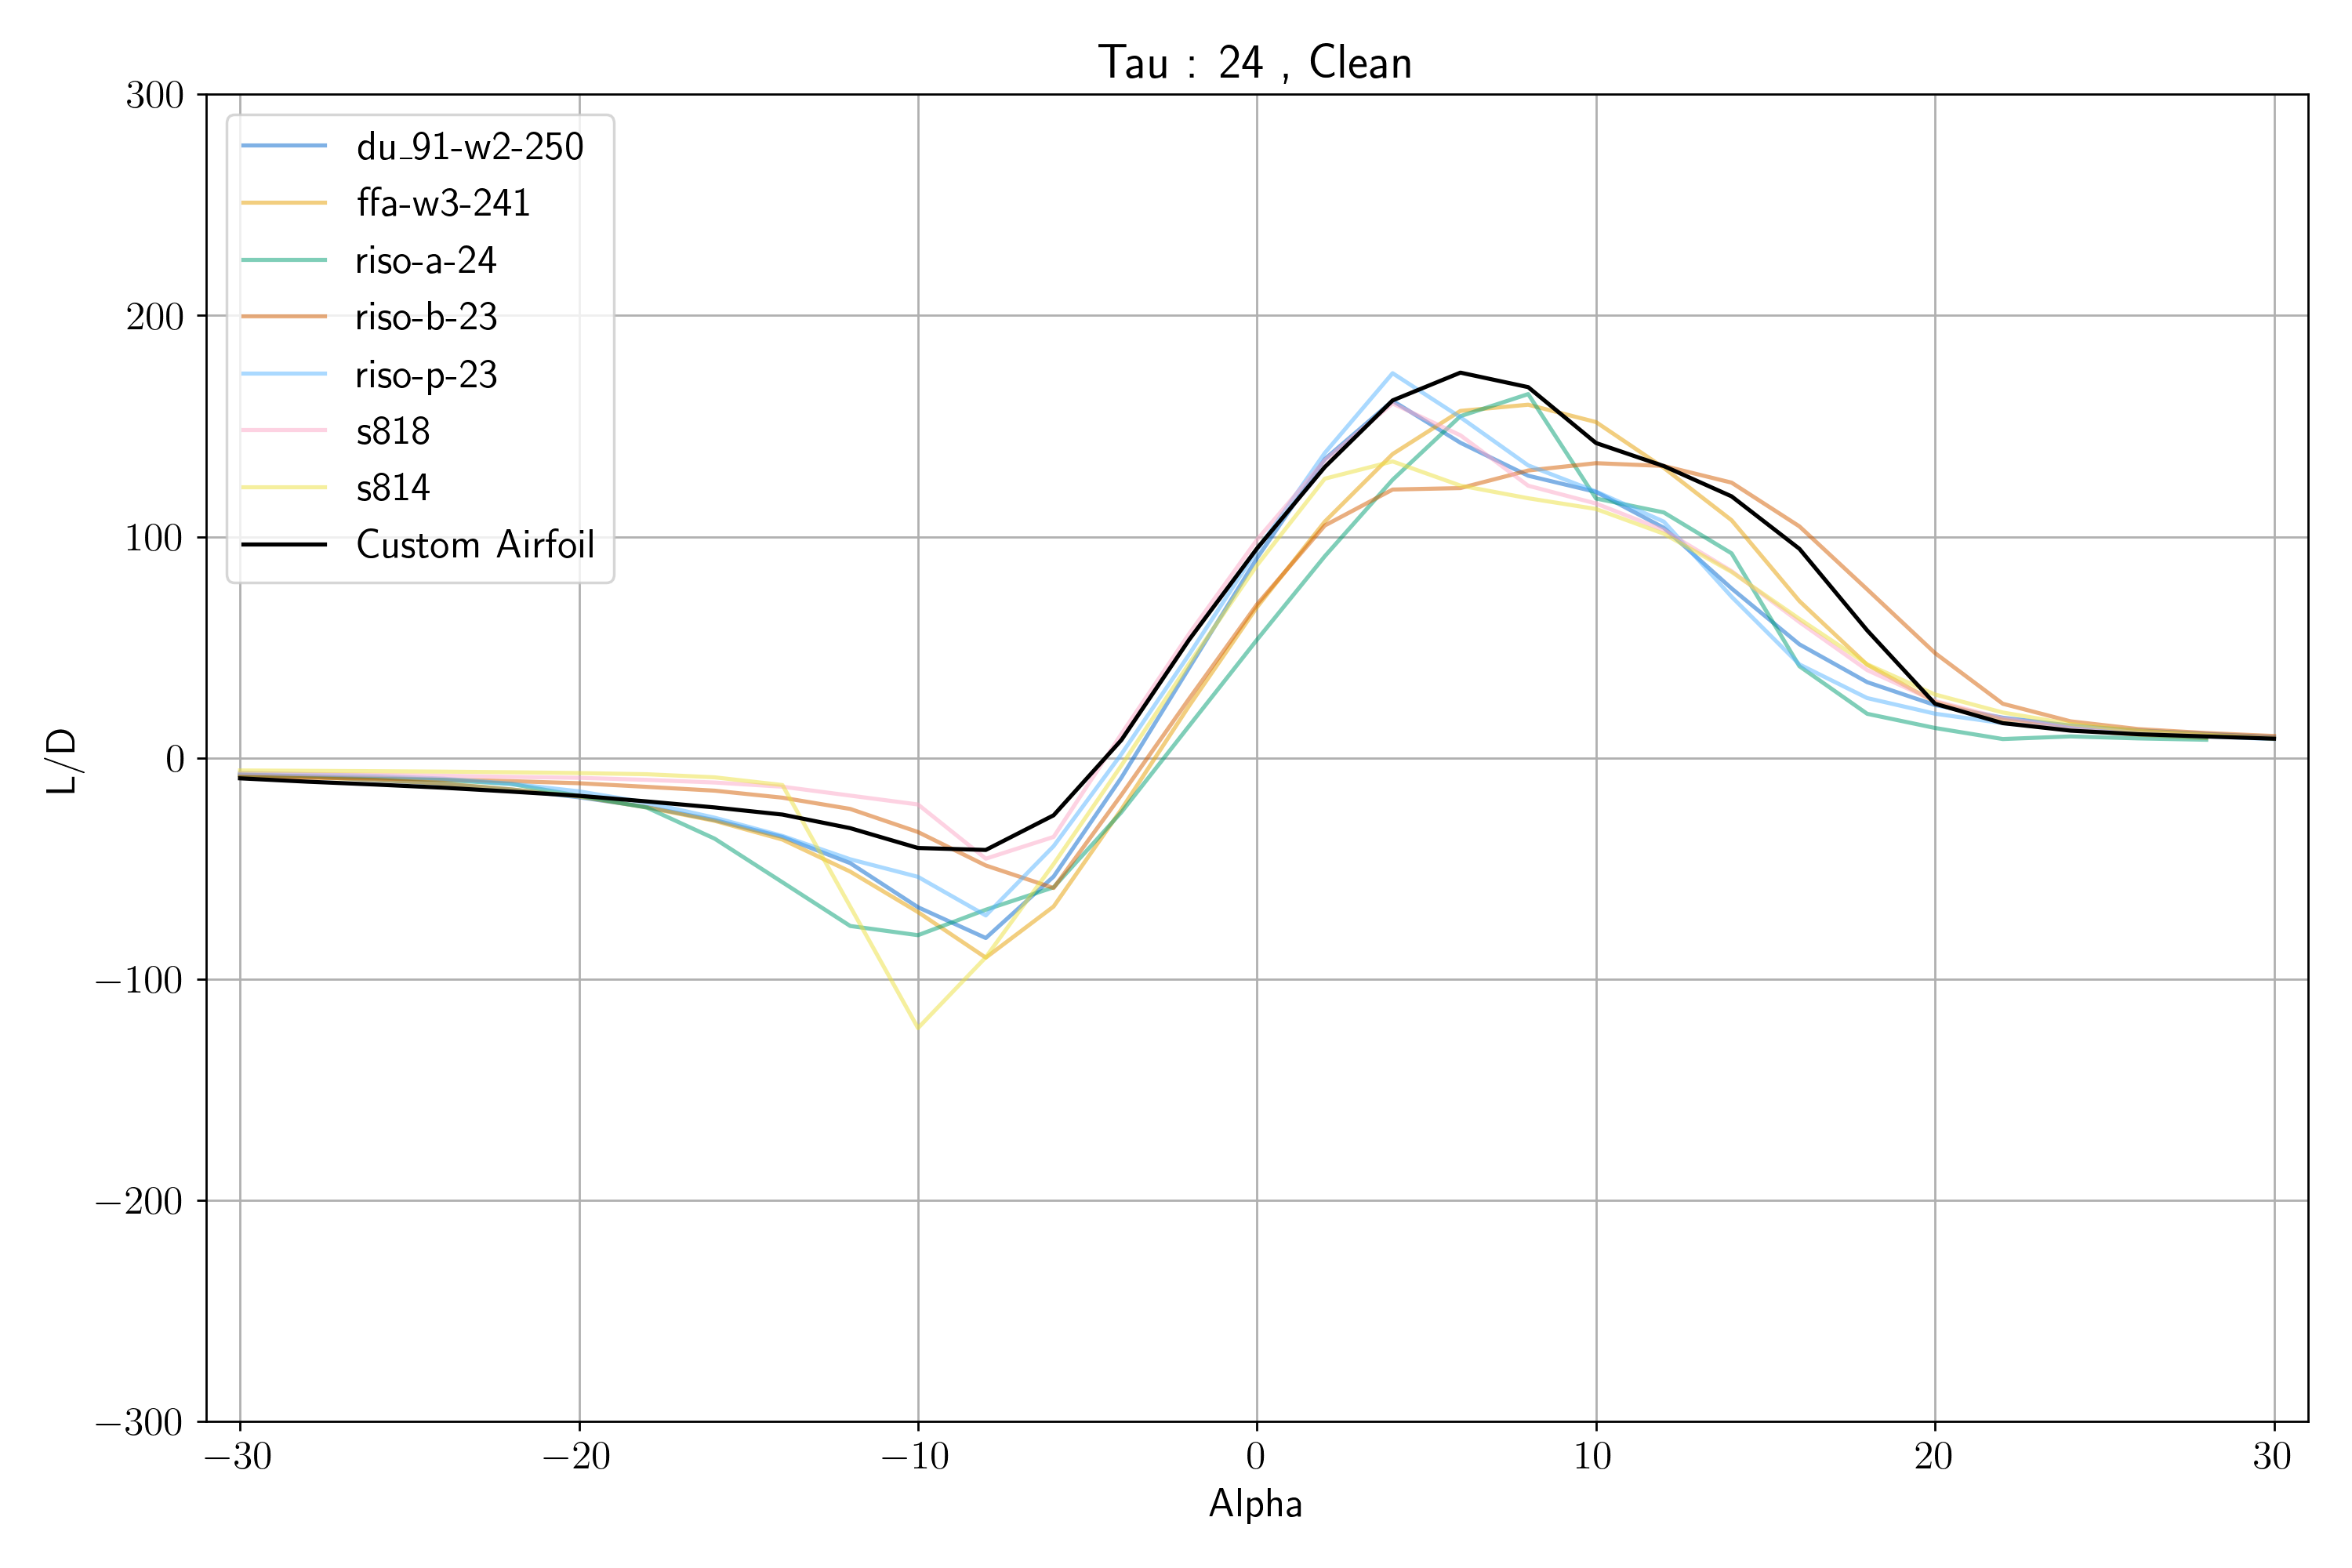 Tau : 24 , Clean
300
200
100
0
−100
−200
−300
L/D
du_91-w2-250
ffa-w3-241
riso-a-24
riso-b-23
riso-p-23
s818
s814
Custom Airfoil
−30 −20 −10 0 10 20 30
Alpha